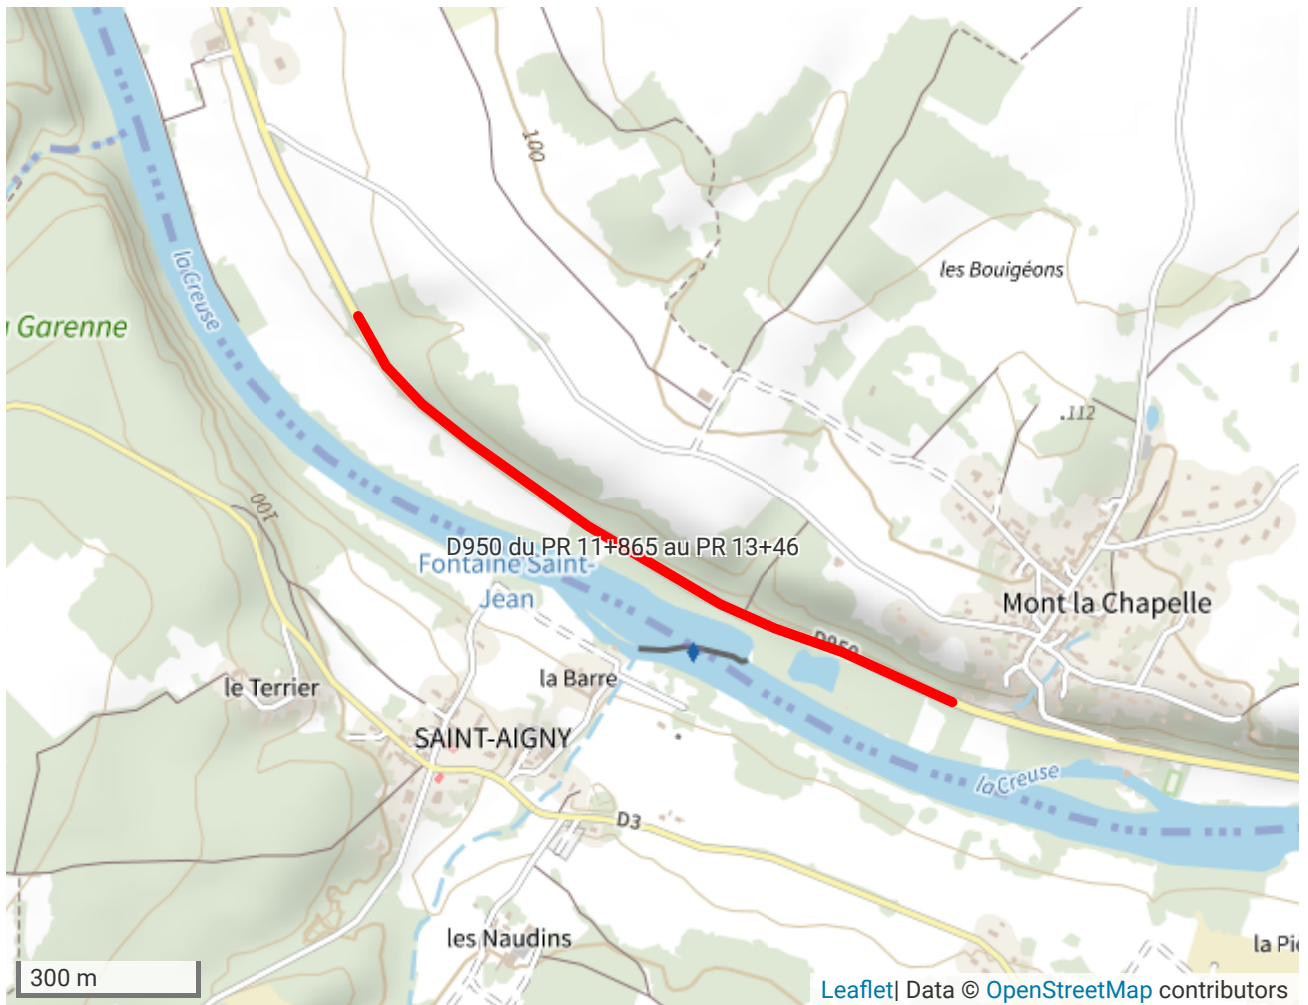 100
la Creuse
les Bouigéons
Garenne
.112
100
D950 du PR 11+865 au PR 13+46
Fontaine Saint-
Jean
Mont la Chapelle
D950
la Barre
le Terrier
SAINT-AIGNY
la Creuse
D3
les Naudins
la Pi
300 m
Leaflet| Data © OpenStreetMap contributors